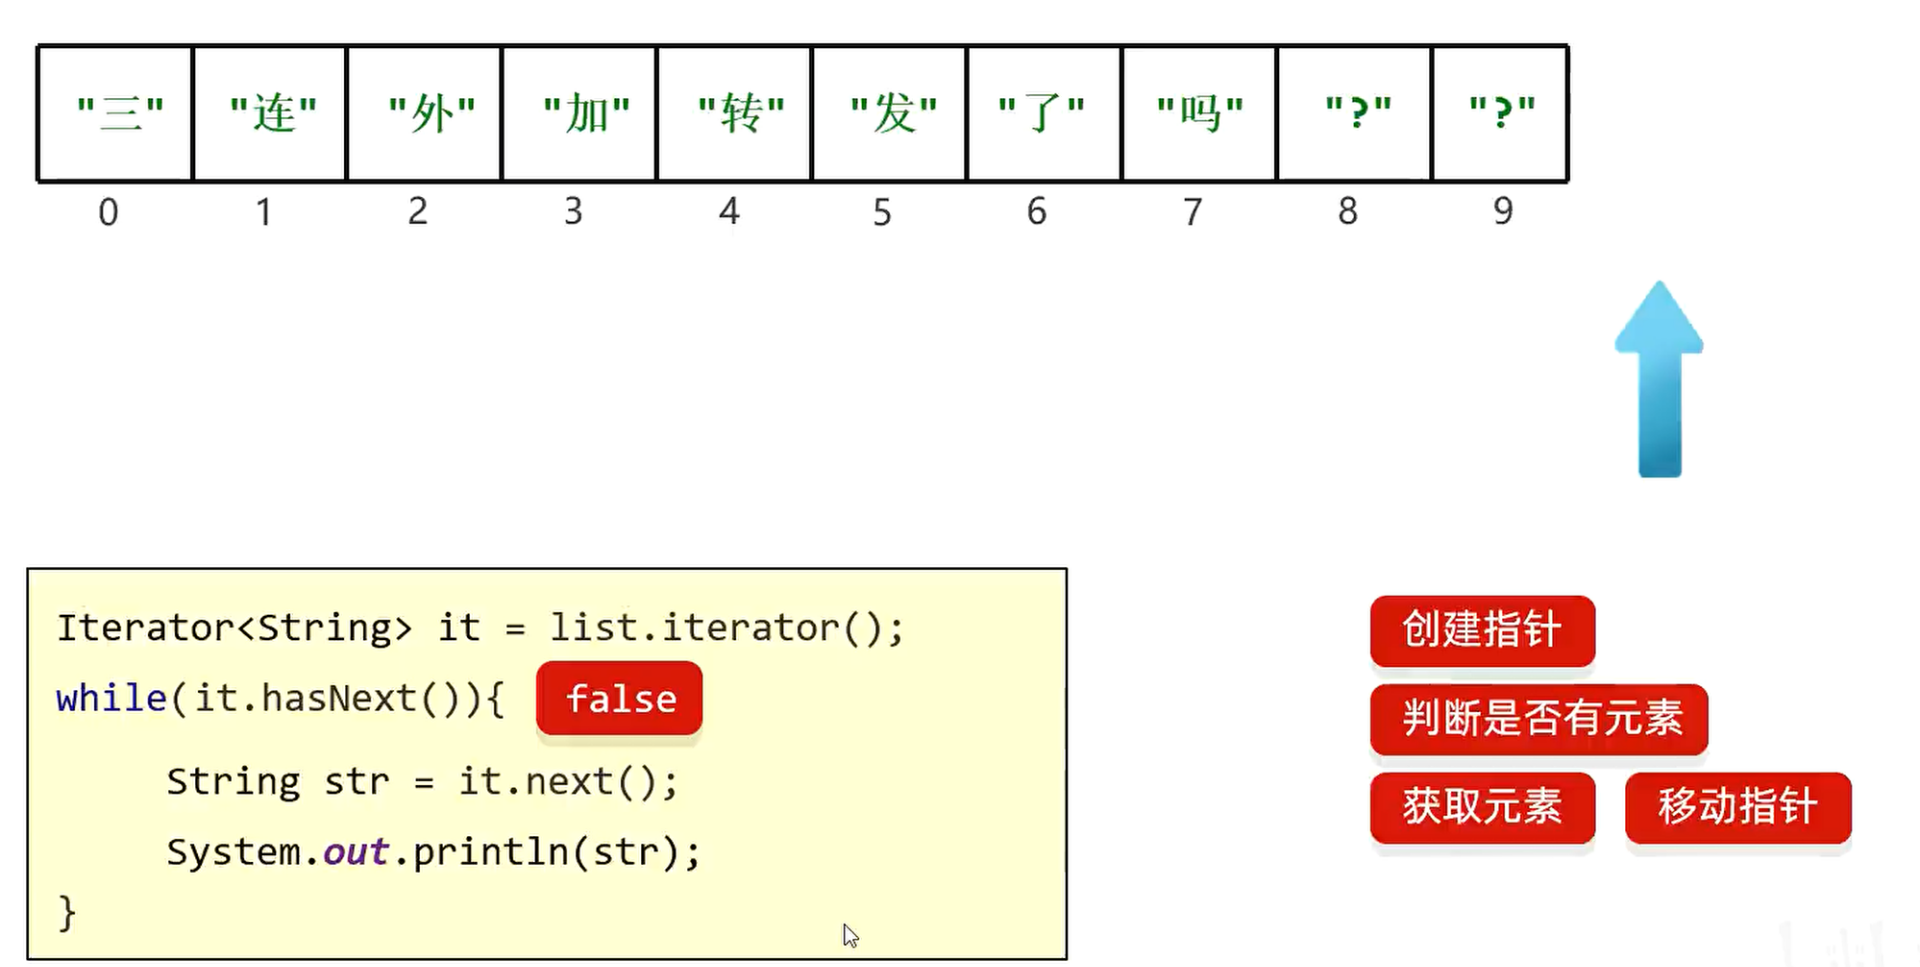 "三" "连" "外" "加" "转" "发" "了" "吗" "?" "?"
0 1 2 3 4 5 6 7 8 9
Iterator<String> it = list.iterator();
while(it.hasNext()){ false
String str = it.next();
System.out.println(str);
}
创建指针
判断是否有元素
获取元素 移动指针